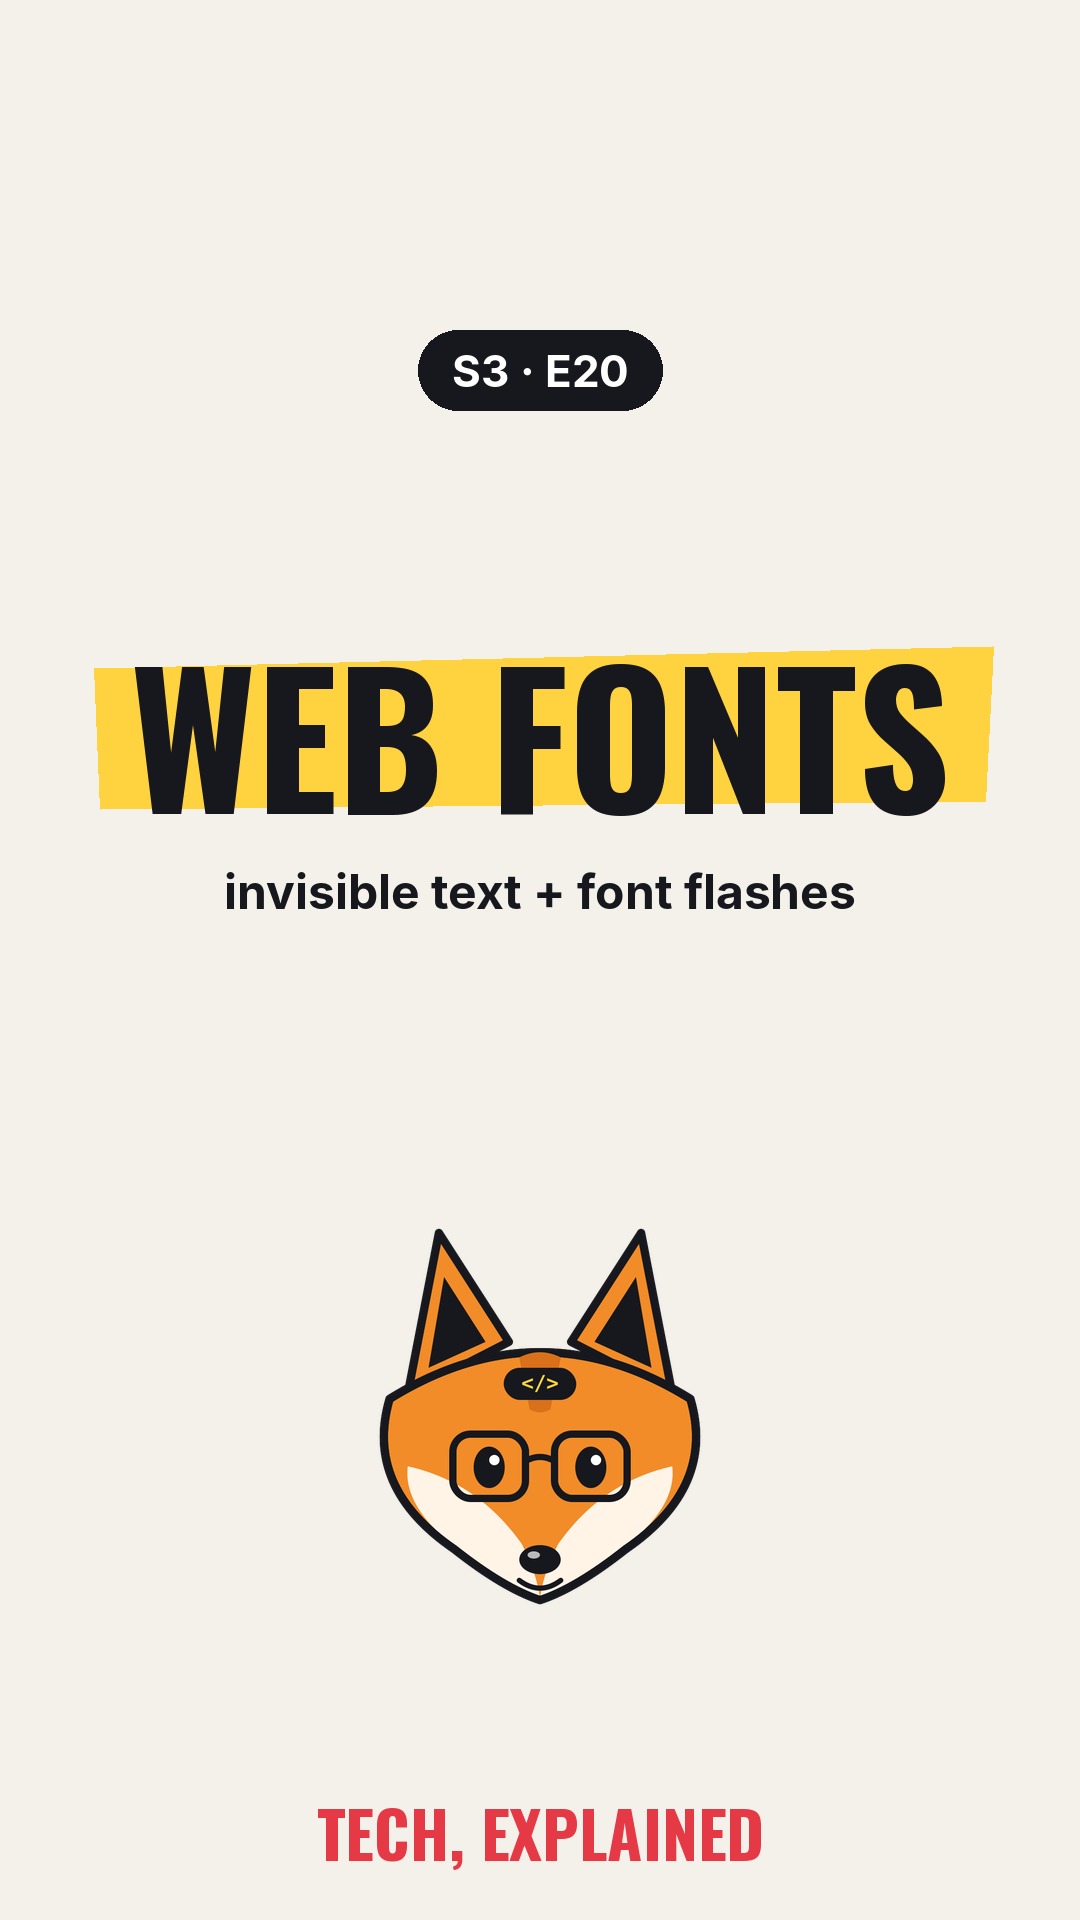 S3 · E20
WEB FONTS
invisible text + font flashes
</>
TECH, EXPLAINED